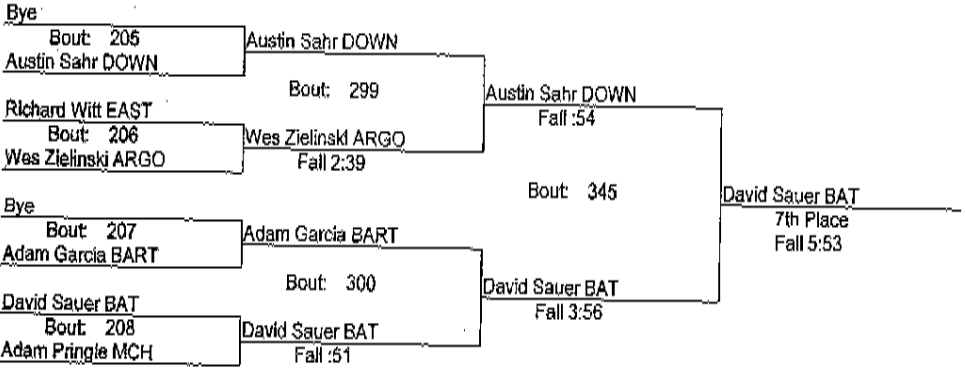 Bye
Bout: 205
Austin Sahr DOWN
Austin Sahr DOWN
Bout: 299
Richard Witt EAST
Bout: 206
Wes Zielinski ARGO
Wes Zielinski ARGO
Fall 2:39
Austin Sahr DOWN
Fall :54
Bye
Bout: 207
Adam Garcia BART
Adam Garcia BART
Bout: 300
David Sauer BAT
Bout: 208
Adam Pringle MCH
David Sauer BAT
Fall :51
David Sauer BAT
Fall 3:56
Bout: 345
David Sauer BAT
7th Place
Fall 5:53